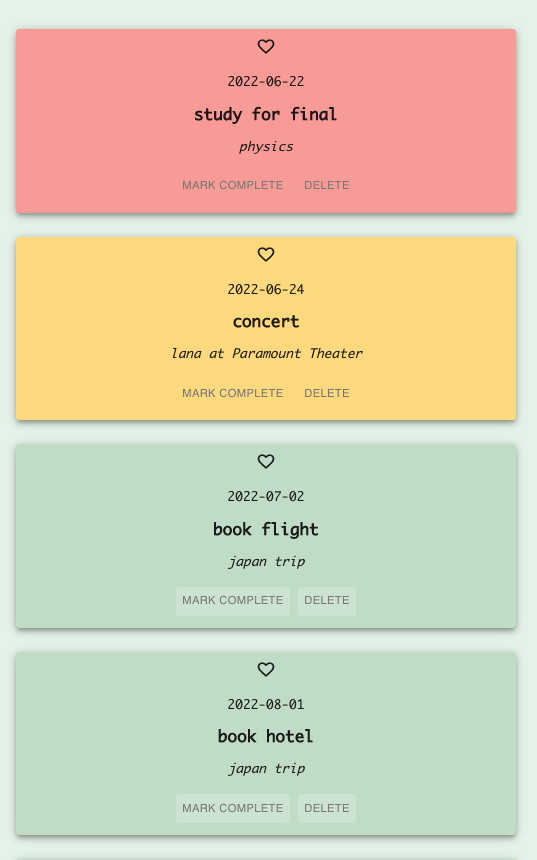 2022-06-22
study for final
physics
MARK COMPLETE DELETE
2022-06-24
concert
lana at Paramount Theater
MARK COMPLETE DELETE
2022-07-02
book flight
japan trip
MARK COMPLETE DELETE
2022-08-01
book hotel
japan trip
MARK COMPLETE DELETE